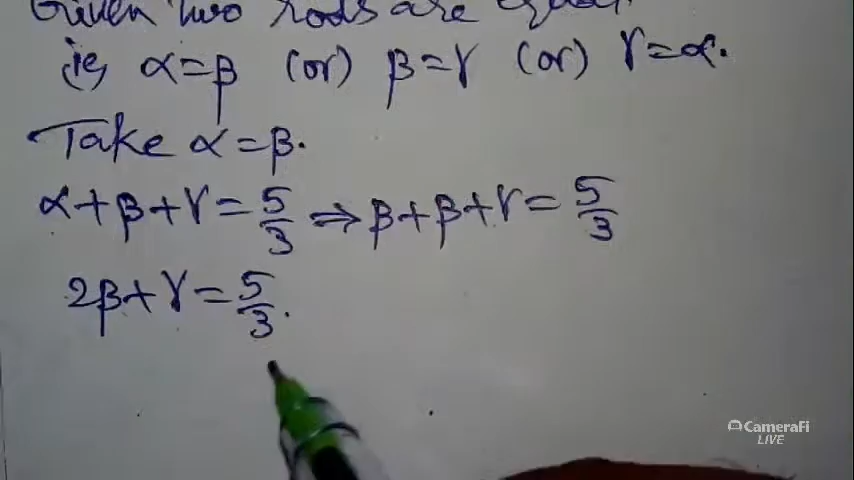 Given two roots are equal.
ie, α=β (or) β=γ (or) γ=α.
Take α=β.
α+β+γ=5/3 ⇒ β+β+γ=5/3
2β+γ=5/3.
CameraFi
LIVE